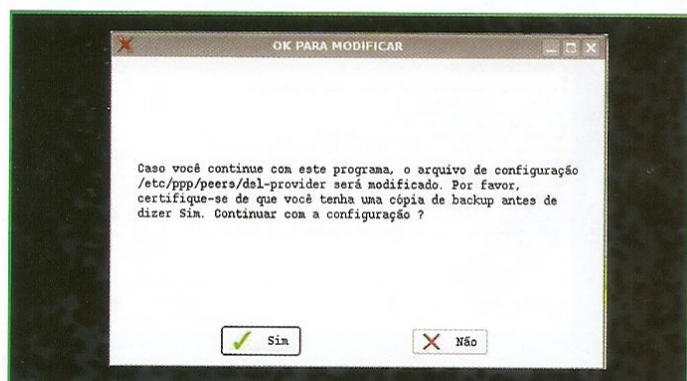 OK PARA MODIFICAR
Caso você continue com este programa, o arquivo de configuração
/etc/ppp/peers/dsl-provider será modificado. Por favor,
certifique-se de que você tenha uma cópia de backup antes de
dizer Sim. Continuar com a configuração ?
Sim
Não